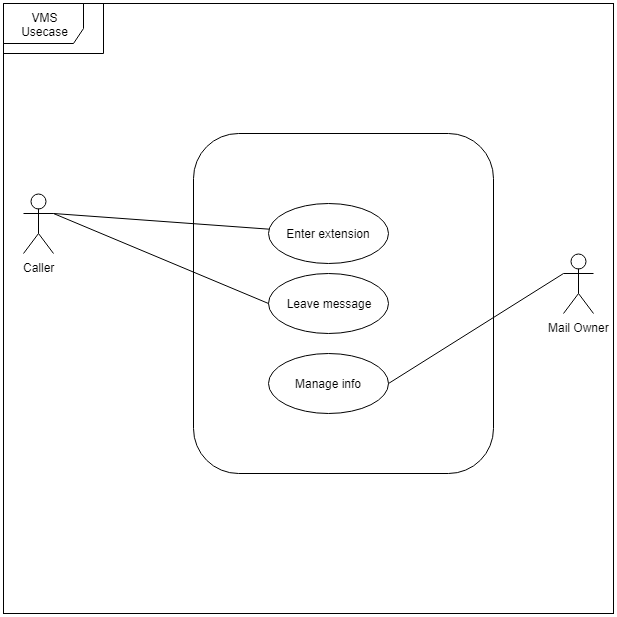 VMS
Usecase
Enter extension
Caller
Leave message
Mail Owner
Manage info